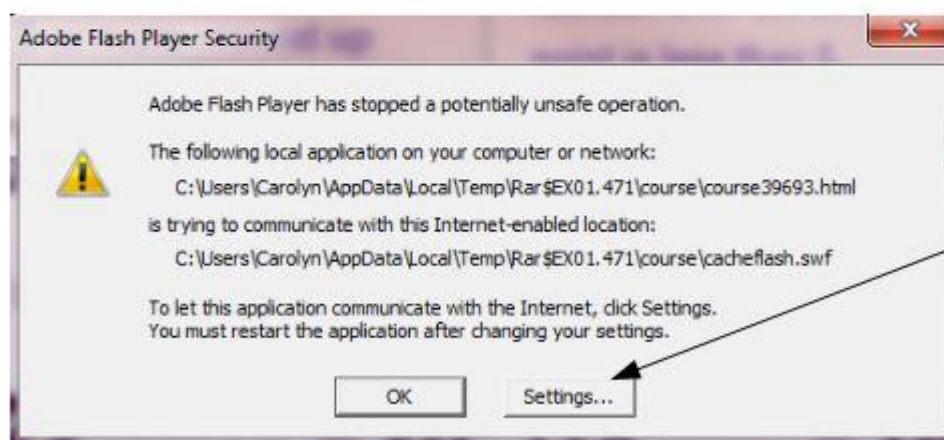 Adobe Flash Player Security
Adobe Flash Player has stopped a potentially unsafe operation.
The following local application on your computer or network:
C:\Users\Carolyn\AppData\Local\Temp\Rar$EX01.471\course\course39693.html
is trying to communicate with this Internet-enabled location:
C:\Users\Carolyn\AppData\Local\Temp\Rar$EX01.471\course\cacheflash.swf
To let this application communicate with the Internet, click Settings.
You must restart the application after changing your settings.
OK
Settings...